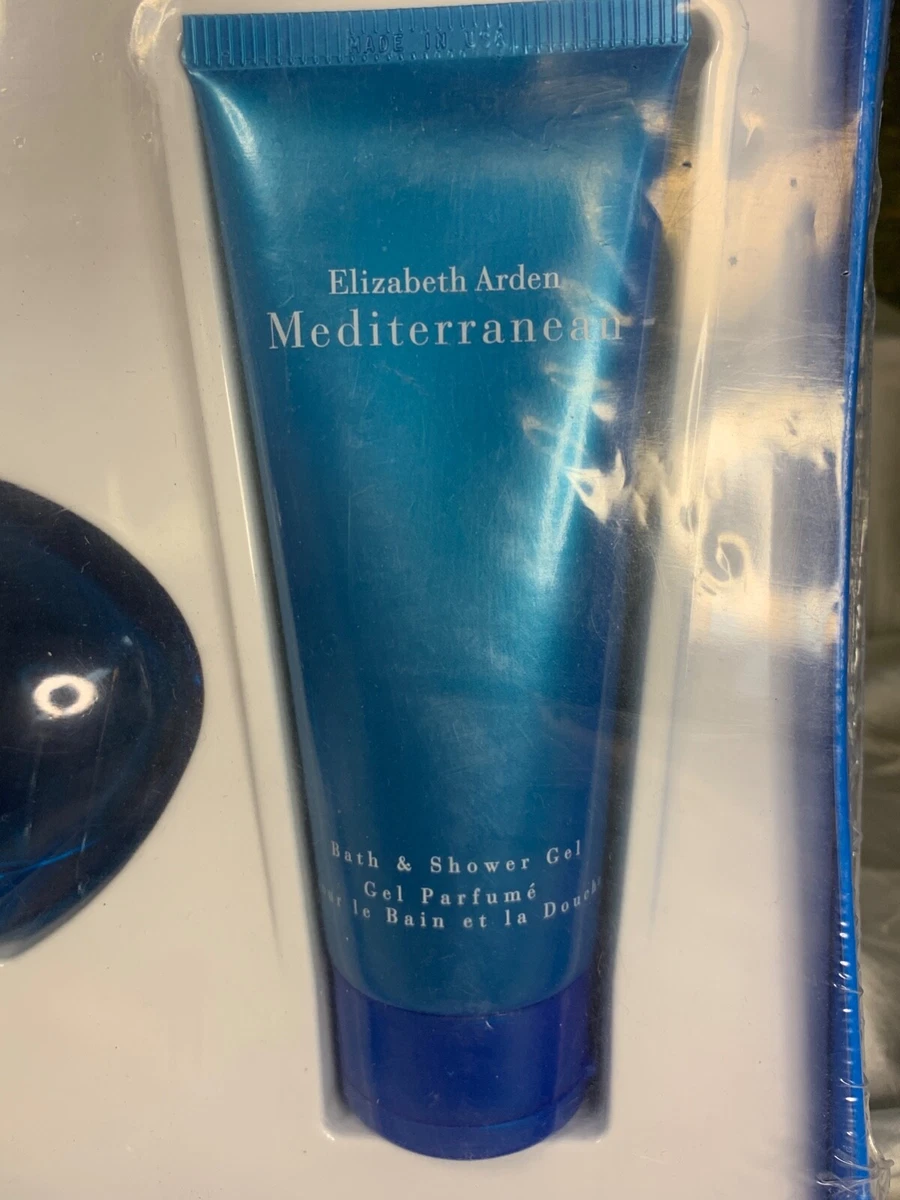 MADE IN USA
Elizabeth Arden
Mediterranean
Bath & Shower Gel
Gel Parfumé
le Bain et la Douche